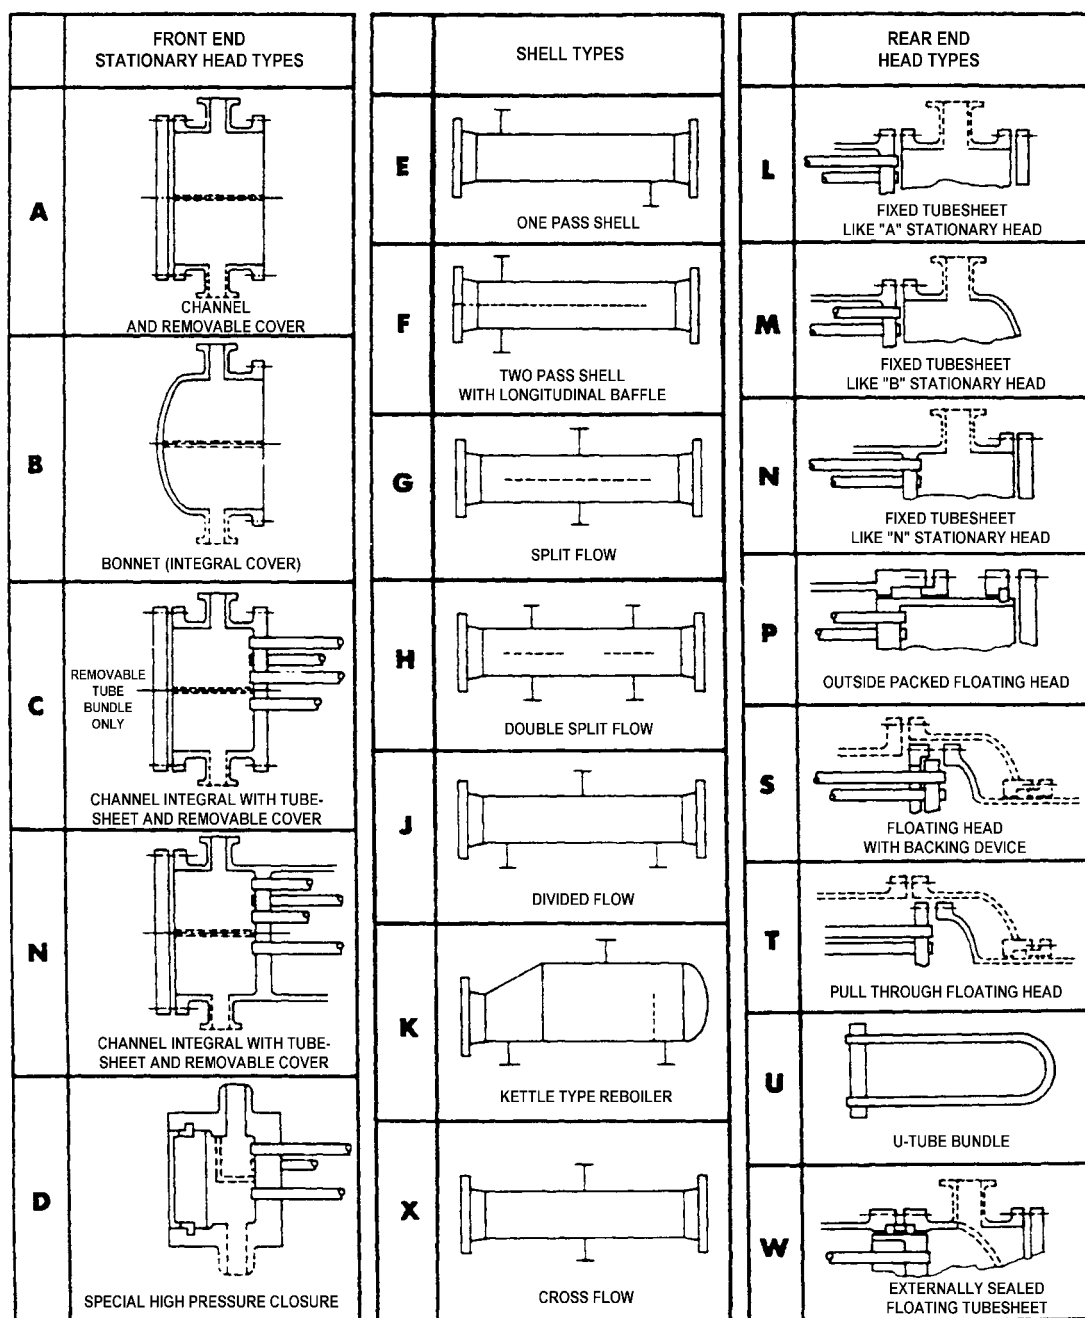 FRONT END
STATIONARY HEAD TYPES
A
CHANNEL
AND REMOVABLE COVER
B
BONNET (INTEGRAL COVER)
C
REMOVABLE
TUBE
BUNDLE
ONLY
CHANNEL INTEGRAL WITH TUBE-
SHEET AND REMOVABLE COVER
N
CHANNEL INTEGRAL WITH TUBE-
SHEET AND REMOVABLE COVER
D
SPECIAL HIGH PRESSURE CLOSURE
SHELL TYPES
E
ONE PASS SHELL
F
TWO PASS SHELL
WITH LONGITUDINAL BAFFLE
G
SPLIT FLOW
H
DOUBLE SPLIT FLOW
J
DIVIDED FLOW
K
KETTLE TYPE REBOILER
X
CROSS FLOW
REAR END
HEAD TYPES
L
FIXED TUBESHEET
LIKE "A" STATIONARY HEAD
M
FIXED TUBESHEET
LIKE "B" STATIONARY HEAD
N
FIXED TUBESHEET
LIKE "N" STATIONARY HEAD
P
OUTSIDE PACKED FLOATING HEAD
S
FLOATING HEAD
WITH BACKING DEVICE
T
PULL THROUGH FLOATING HEAD
U
U-TUBE BUNDLE
W
EXTERNALLY SEALED
FLOATING TUBESHEET